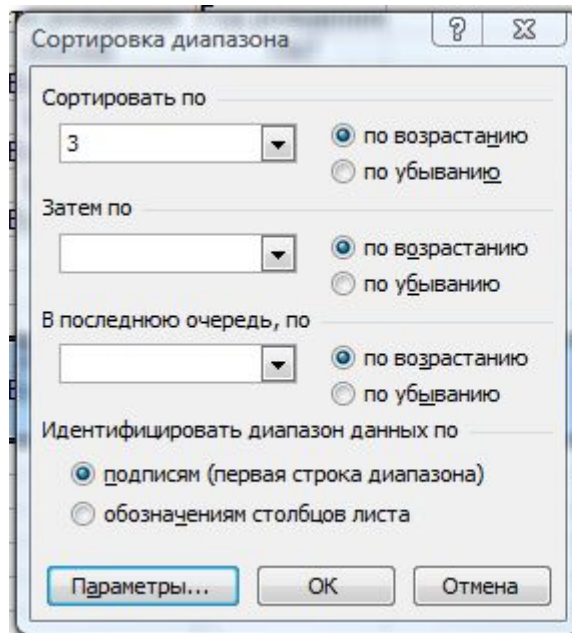 Сортировка диапазона
Сортировать по
3
по возрастанию
по убыванию
Затем по
по возрастанию
по убыванию
В последнюю очередь, по
по возрастанию
по убыванию
Идентифицировать диапазон данных по
подписям (первая строка диапазона)
обозначениям столбцов листа
Параметры... ОК Отмена